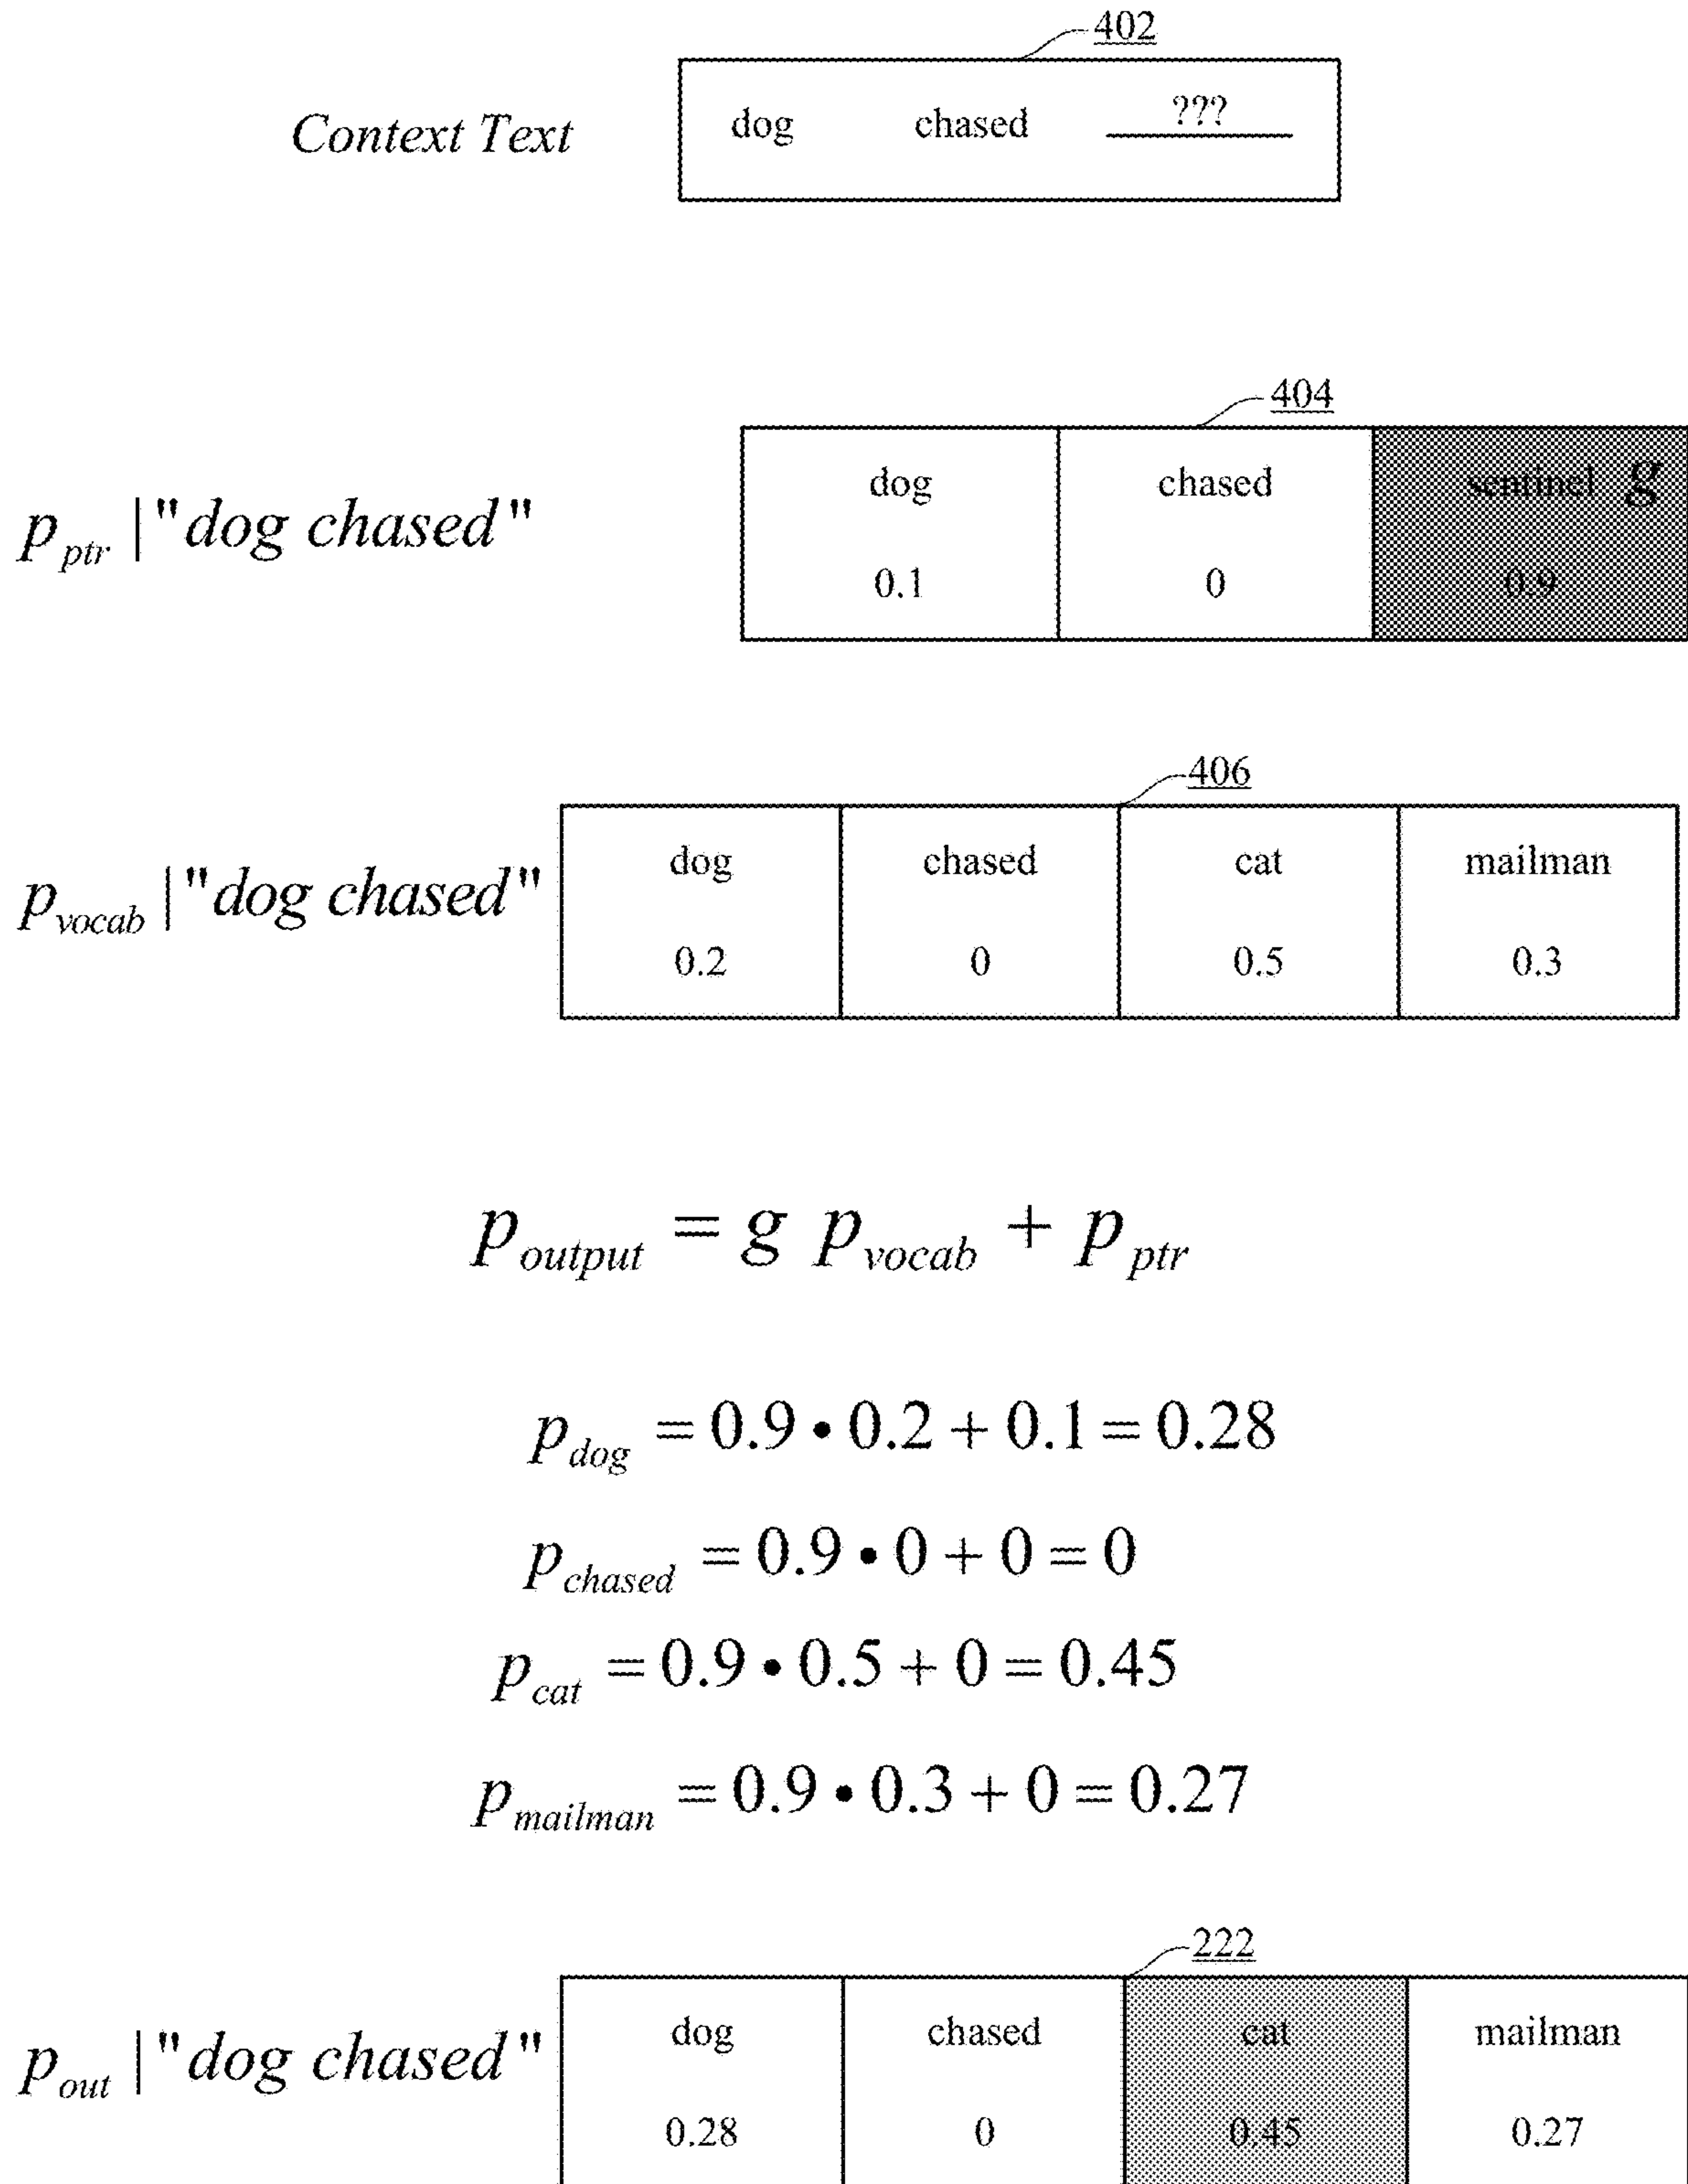 402
Context Text dog chased ???
404
dog chased sentinel g
p_ptr | "dog chased"
0.1 0 0.9
406
dog chased cat mailman
p_vocab | "dog chased"
0.2 0 0.5 0.3
p_output = g p_vocab + p_ptr
p_dog = 0.9 • 0.2 + 0.1 = 0.28
p_chased = 0.9 • 0 + 0 = 0
p_cat = 0.9 • 0.5 + 0 = 0.45
p_mailman = 0.9 • 0.3 + 0 = 0.27
222
dog chased cat mailman
p_out | "dog chased"
0.28 0 0.45 0.27